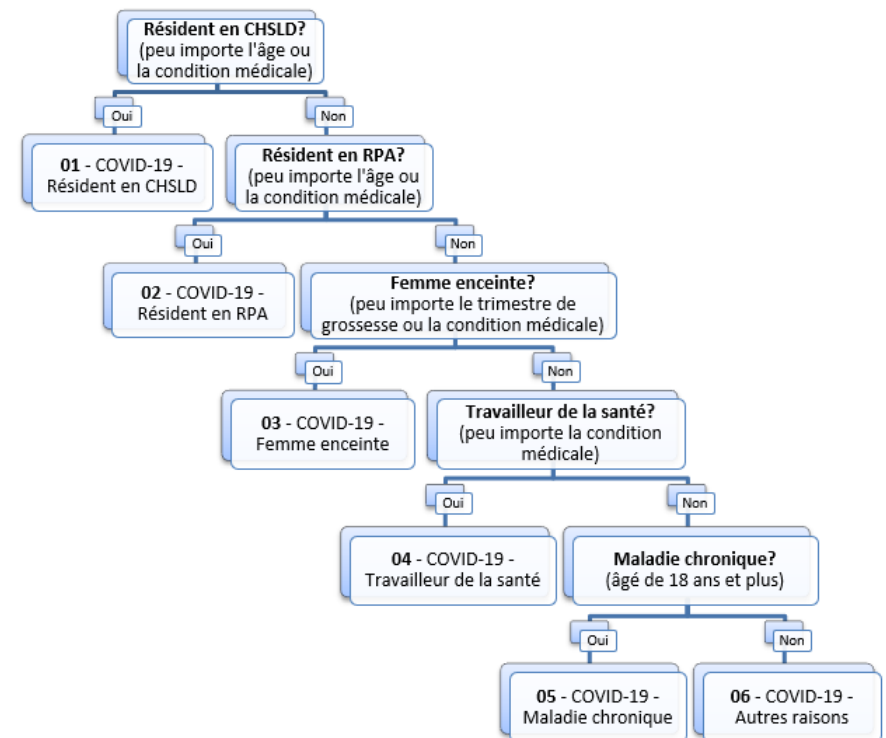 Résident en CHSLD?
(peu importe l'âge ou
la condition médicale)
Oui
Non
01 - COVID-19 -
Résident en CHSLD
Résident en RPA?
(peu importe l'âge ou
la condition médicale)
Oui
Non
02 - COVID-19 -
Résident en RPA
Femme enceinte?
(peu importe le trimestre de
grossesse ou la condition médicale)
Oui
Non
03 - COVID-19 -
Femme enceinte
Travailleur de la santé?
(peu importe la condition
médicale)
Oui
Non
04 - COVID-19 -
Travailleur de la santé
Maladie chronique?
(âgé de 18 ans et plus)
Oui
Non
05 - COVID-19 -
Maladie chronique
06 - COVID-19 -
Autres raisons